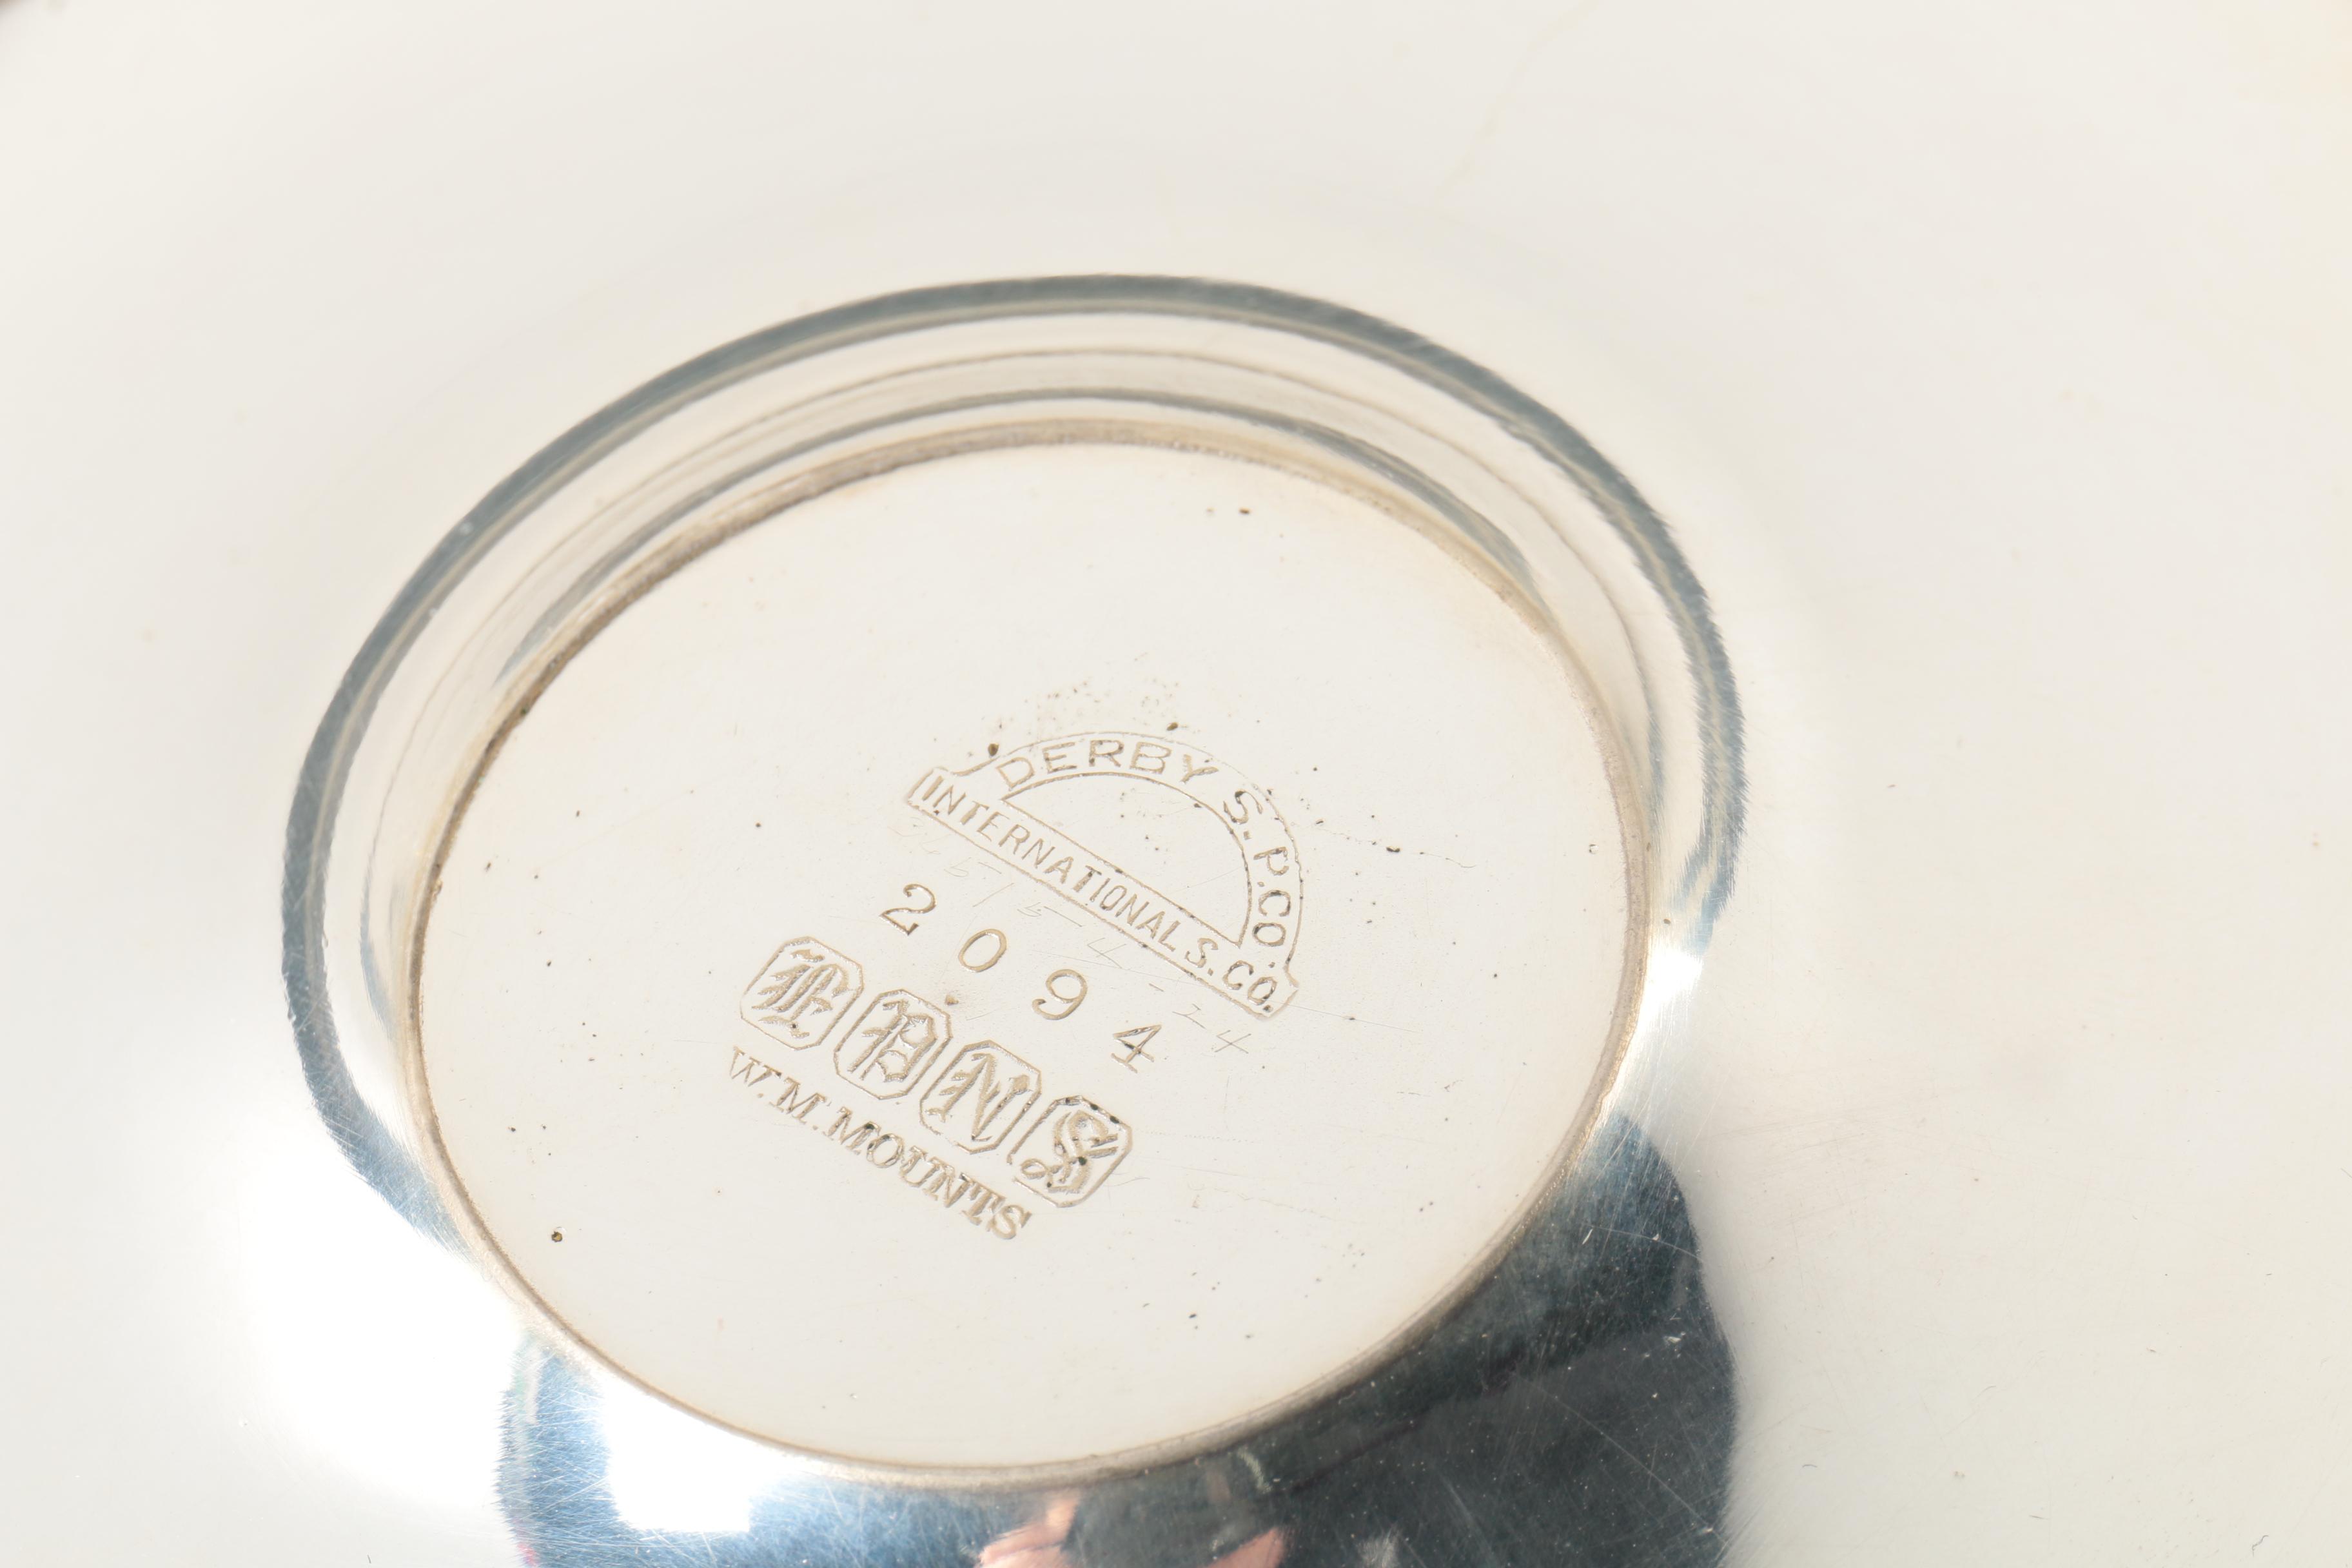 DERBY S.P.CO.
INTERNATIONAL S.CO.
2094
E P N S
W.M.MOUNTS